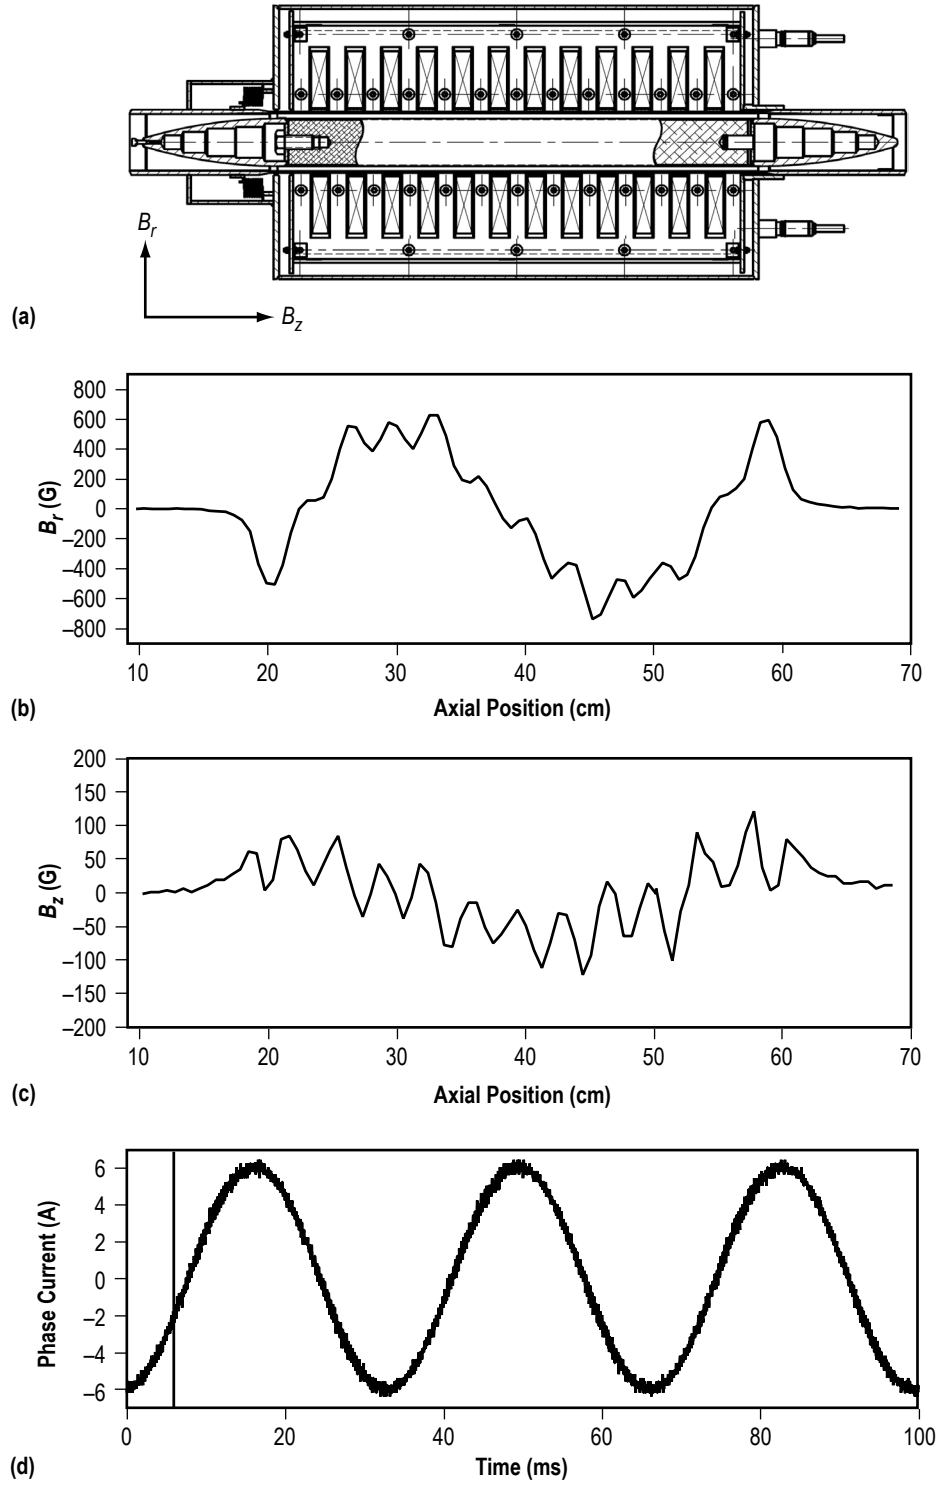 B_r
B_z
(a)
800
600
400
200
0
–200
–400
–600
–800
B_r (G)
10 20 30 40 50 60 70
Axial Position (cm)
(b)
200
150
100
50
0
–50
–100
–150
–200
B_z (G)
10 20 30 40 50 60 70
Axial Position (cm)
(c)
6
4
2
0
–2
–4
–6
Phase Current (A)
0 20 40 60 80 100
Time (ms)
(d)